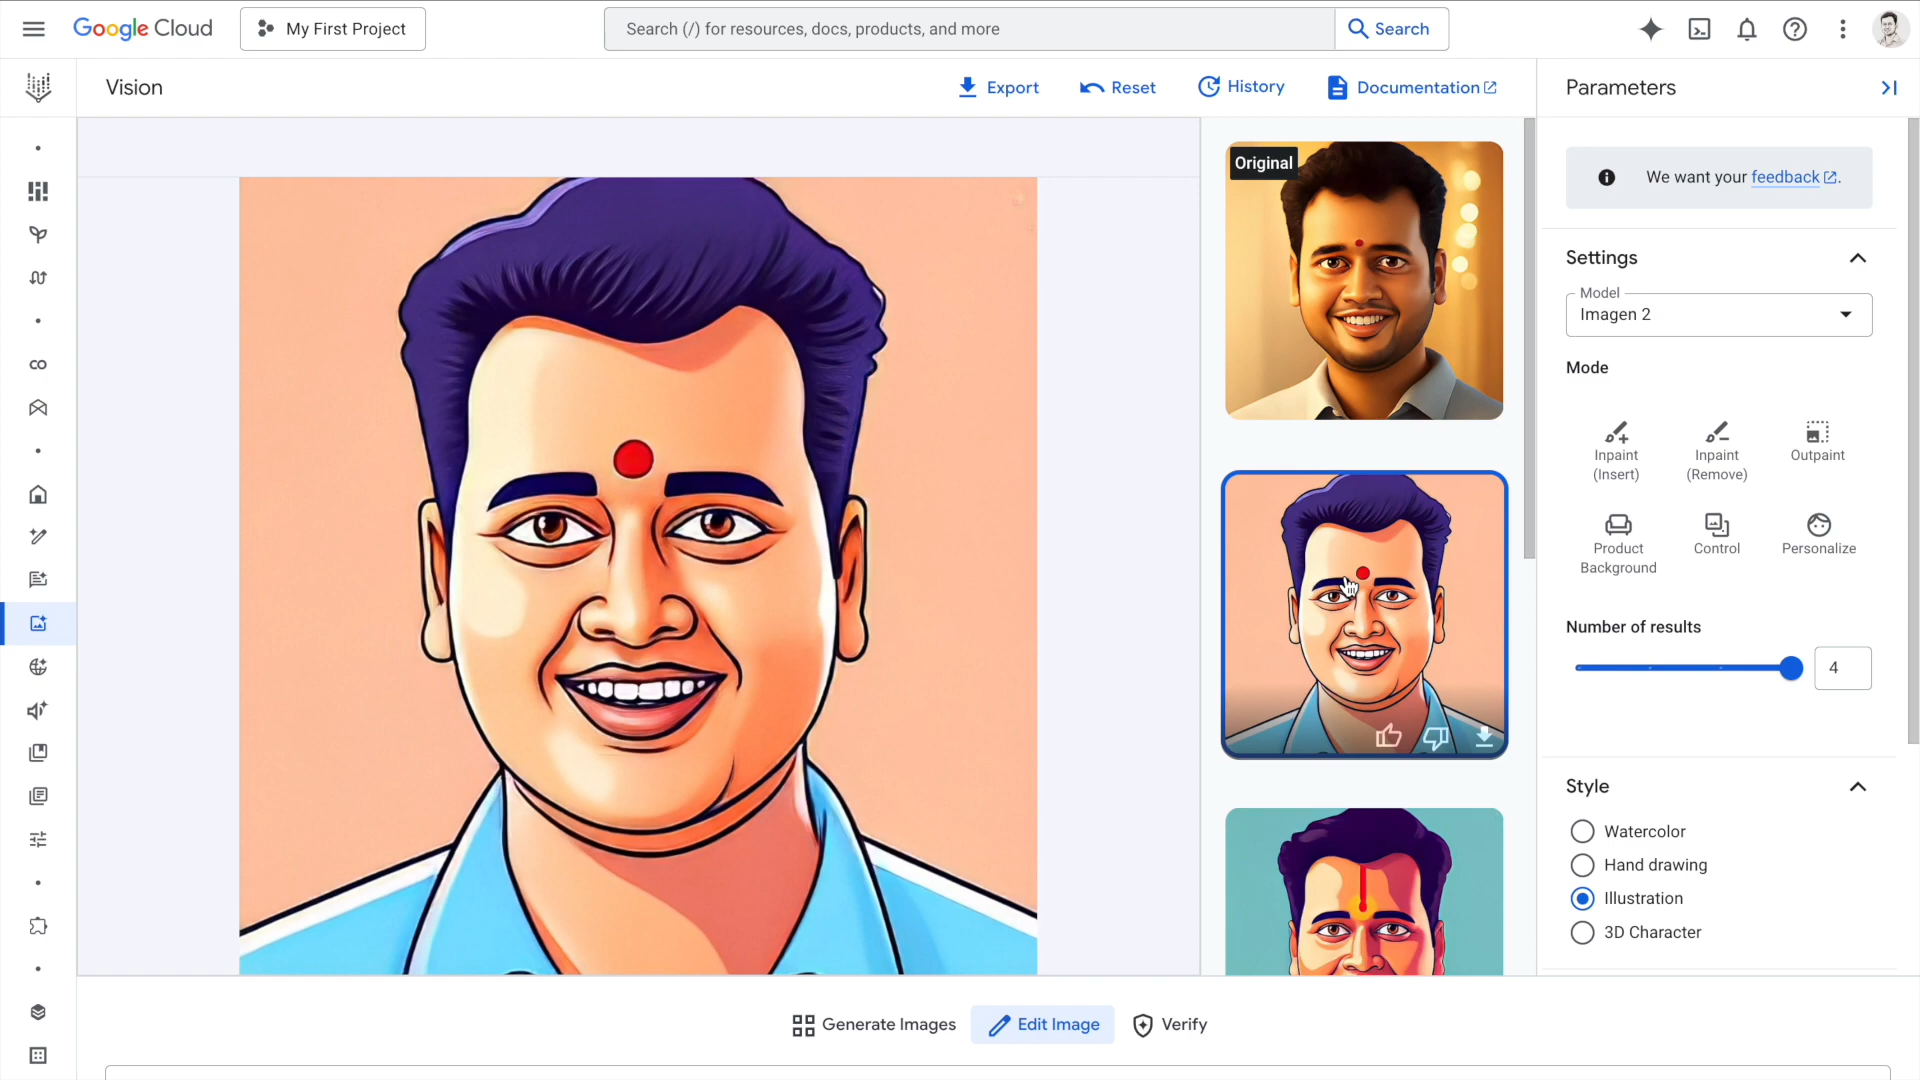 Google Cloud
My First Project
Search (/) for resources, docs, products, and more
Search
Vision
Export
Reset
History
Documentation
Parameters
Original
We want your feedback.
Settings
Model
Imagen 2
Mode
Inpaint
(Insert)
Inpaint
(Remove)
Outpaint
Product
Background
Control
Personalize
Number of results
4
Style
Watercolor
Hand drawing
Illustration
3D Character
Generate Images
Edit Image
Verify